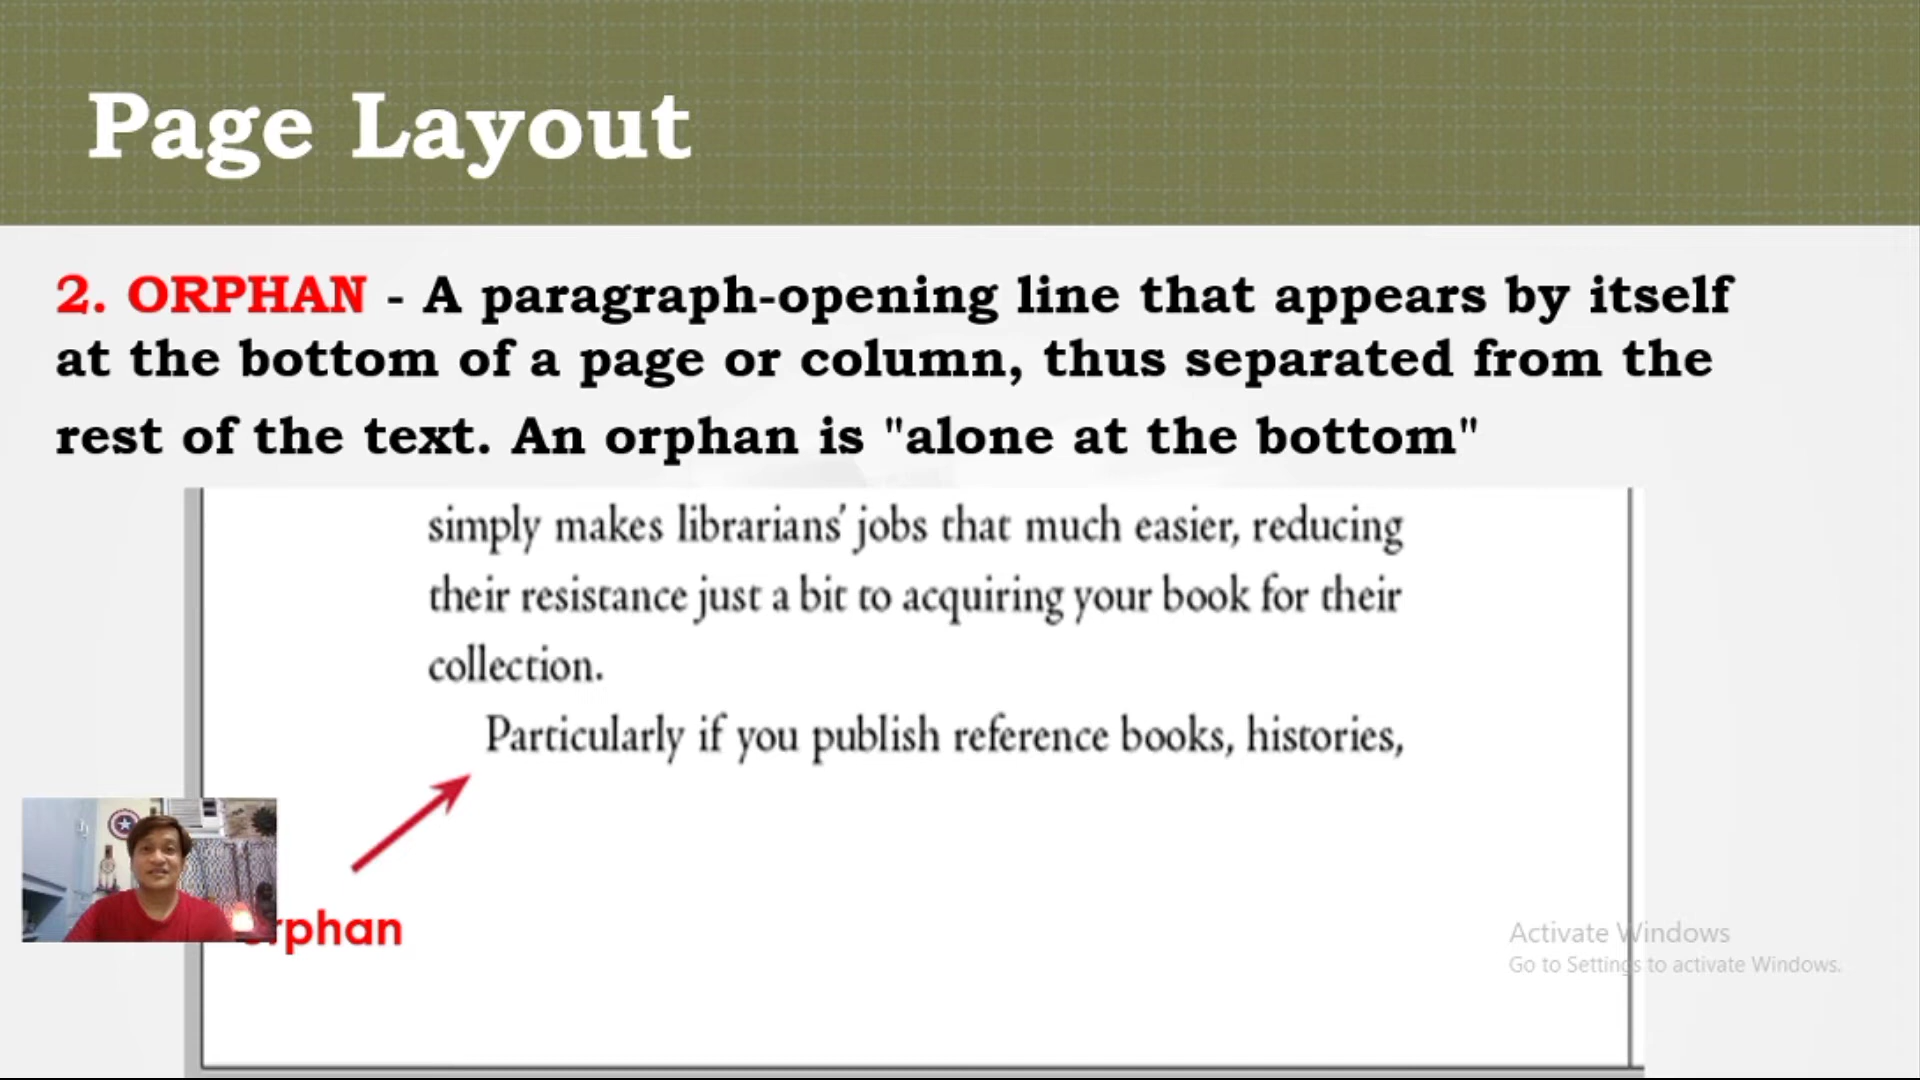 Page Layout
2. ORPHAN - A paragraph-opening line that appears by itself
at the bottom of a page or column, thus separated from the
rest of the text. An orphan is "alone at the bottom"
simply makes librarians' jobs that much easier, reducing
their resistance just a bit to acquiring your book for their
collection.
Particularly if you publish reference books, histories,
orphan
Activate Windows
Go to Settings to activate Windows.